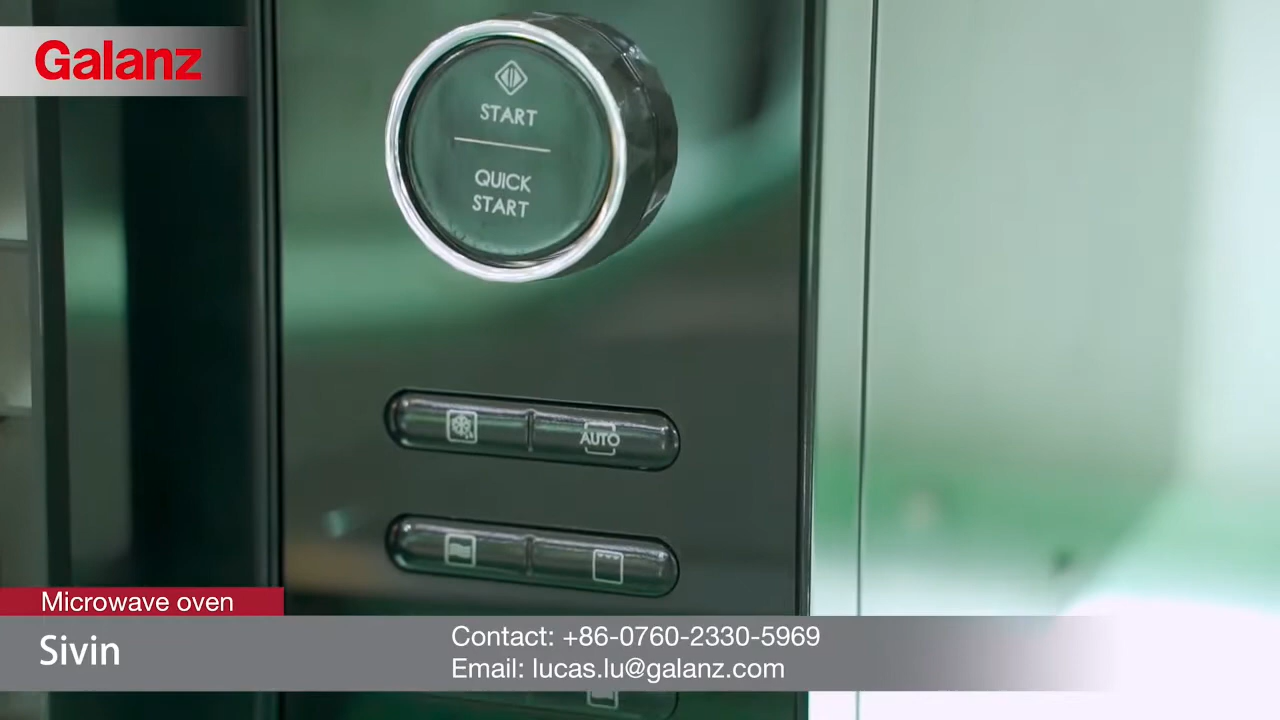 Galanz
START
QUICK
START
AUTO
Microwave oven
Sivin
Contact: +86-0760-2330-5969
Email: lucas.lu@galanz.com